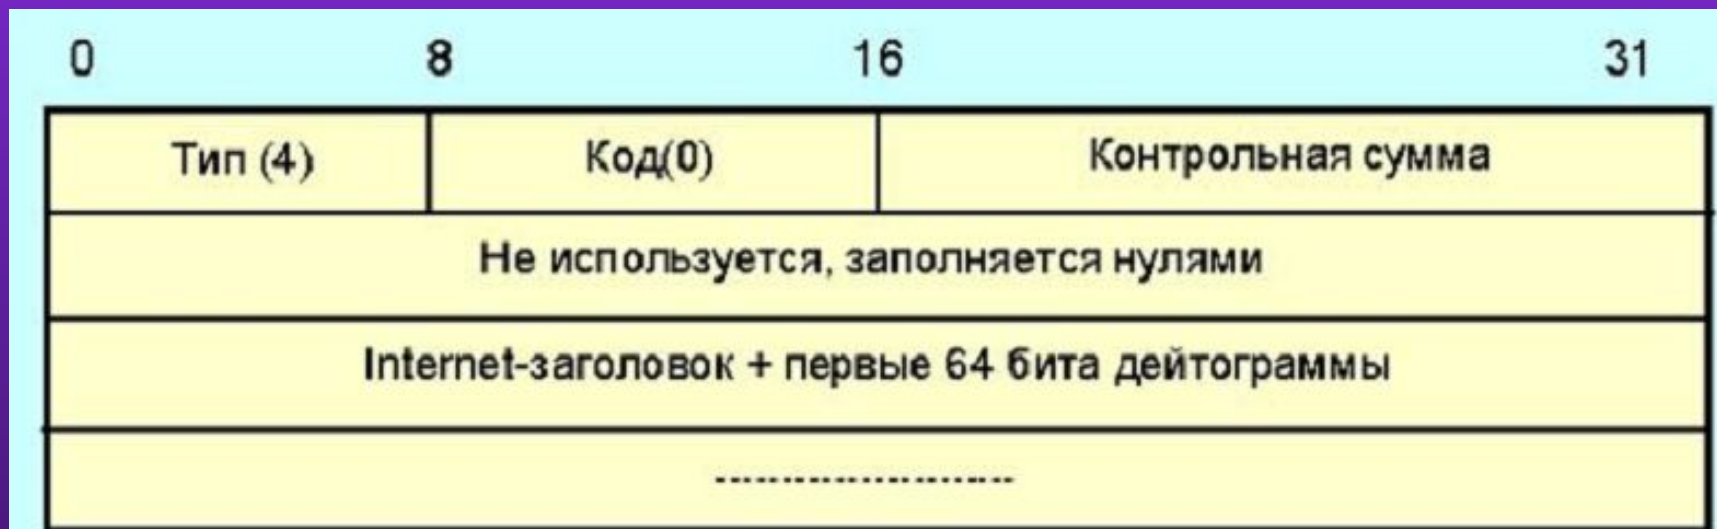 0 8 16 31
Тип (4) Код(0) Контрольная сумма
Не используется, заполняется нулями
Internet-заголовок + первые 64 бита дейтограммы
-----------------------